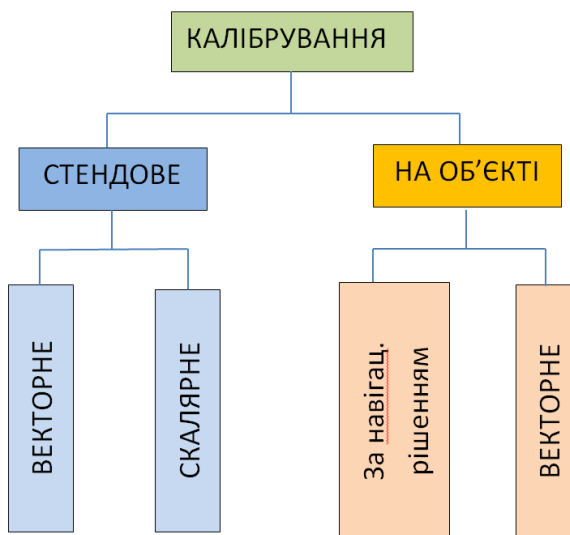 КАЛІБРУВАННЯ
СТЕНДОВЕ
НА ОБ’ЄКТІ
ВЕКТОРНЕ
СКАЛЯРНЕ
За навігац.
рішенням
ВЕКТОРНЕ